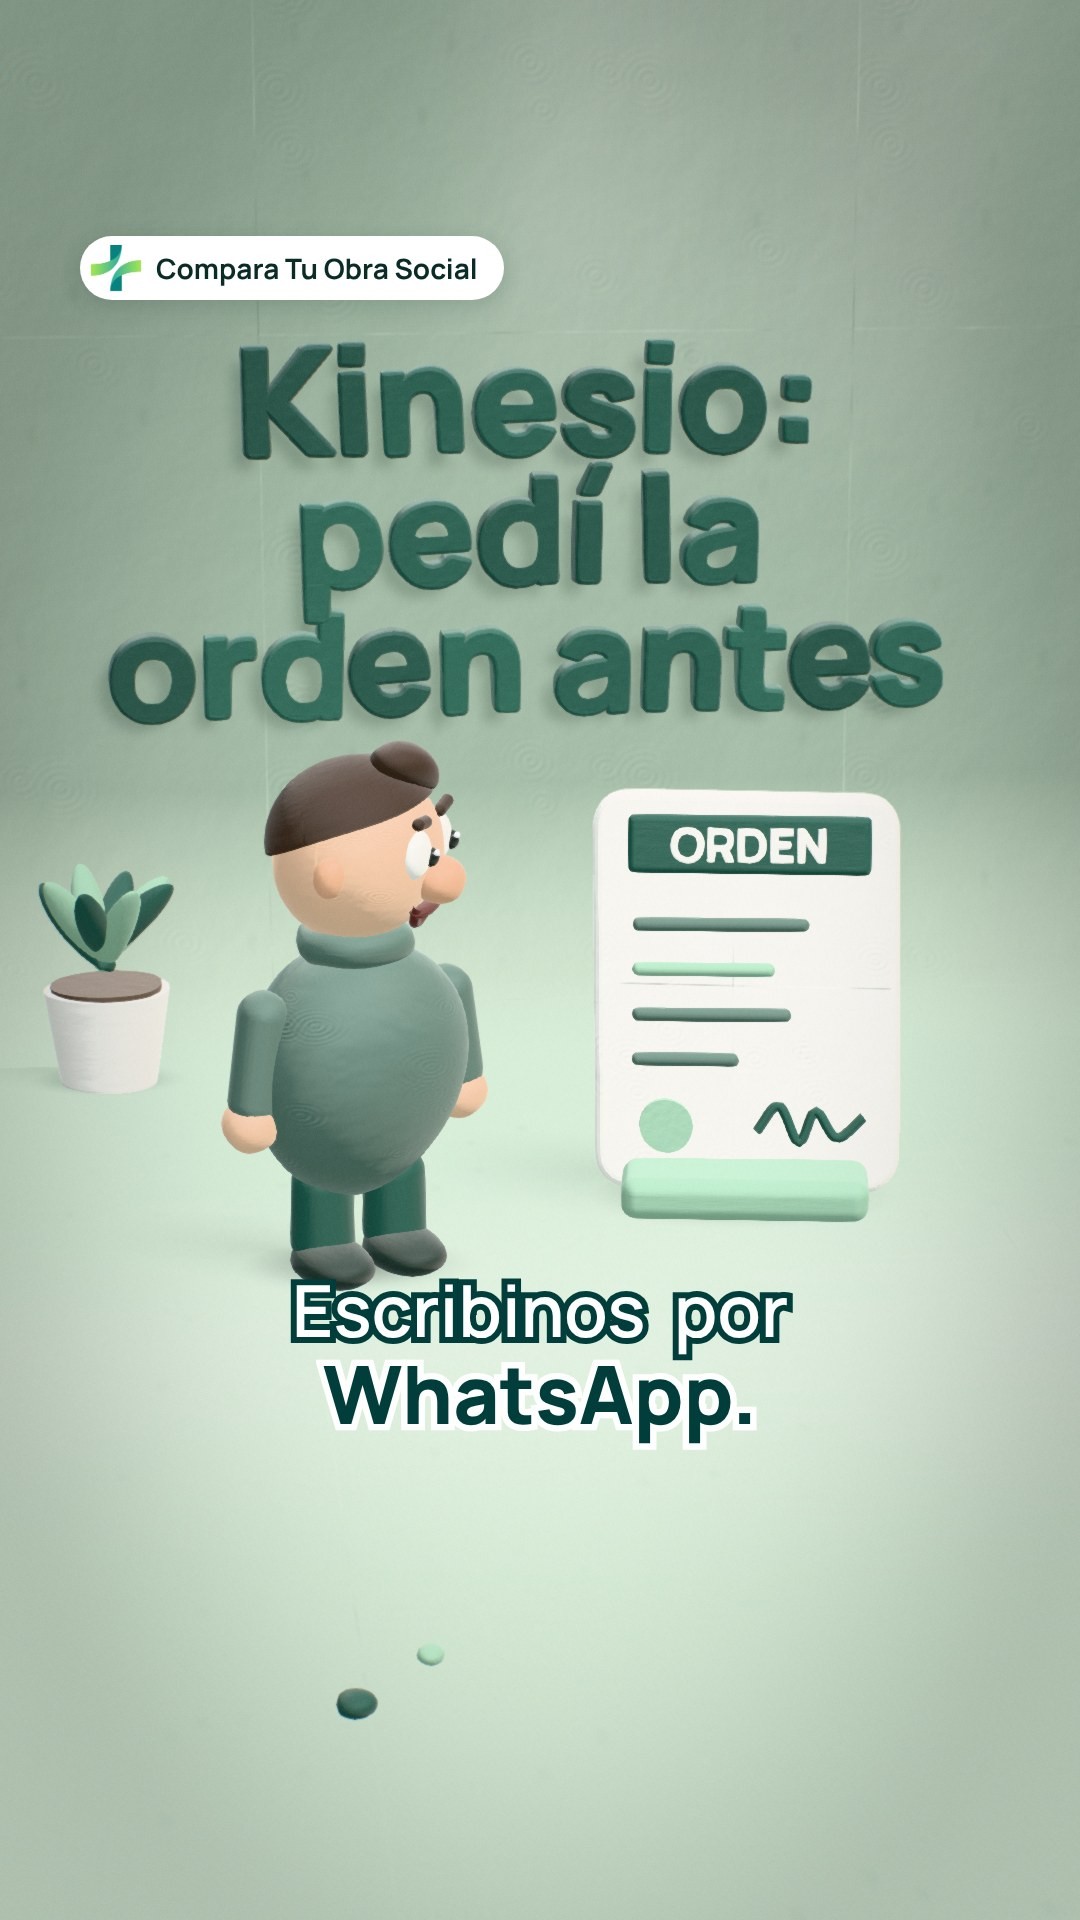 Compara Tu Obra Social
Kinesio:
pedí la
orden antes
ORDEN
Escribinos por
WhatsApp.